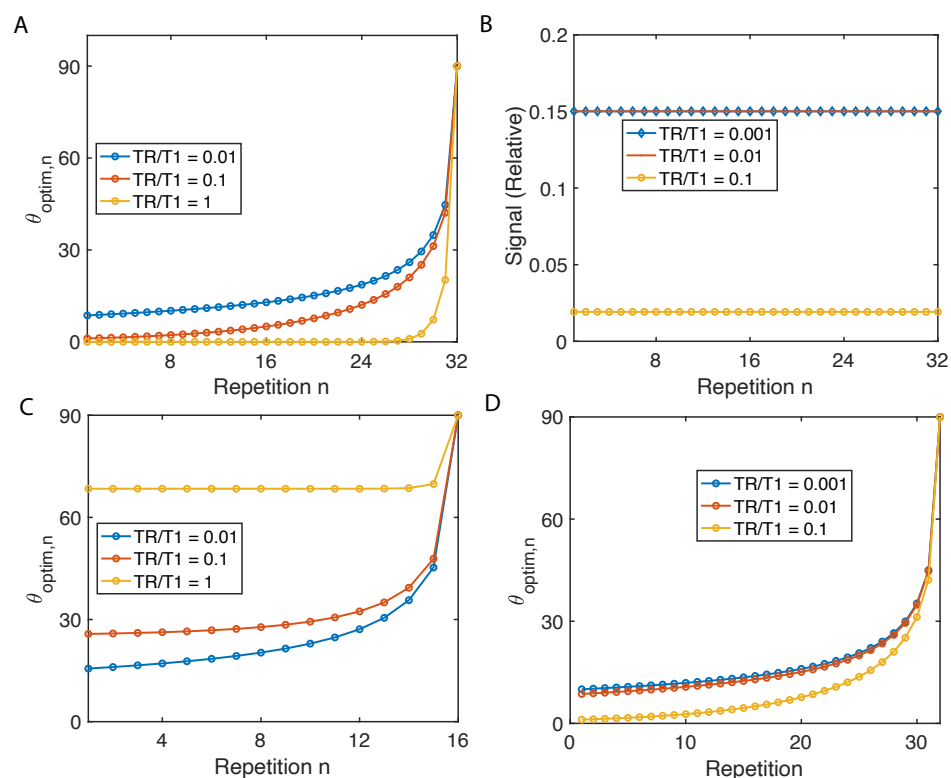 A
90
60
30
0
θoptim,n
TR/T1 = 0.01
TR/T1 = 0.1
TR/T1 = 1
8
16
24
32
Repetition n
B
0.2
0.15
0.1
0.05
0
Signal (Relative)
TR/T1 = 0.001
TR/T1 = 0.01
TR/T1 = 0.1
8
16
24
32
Repetition n
C
90
60
30
0
θoptim,n
TR/T1 = 0.01
TR/T1 = 0.1
TR/T1 = 1
4
8
12
16
Repetition n
D
90
60
30
0
θoptim,n
TR/T1 = 0.001
TR/T1 = 0.01
TR/T1 = 0.1
0
10
20
30
Repetition